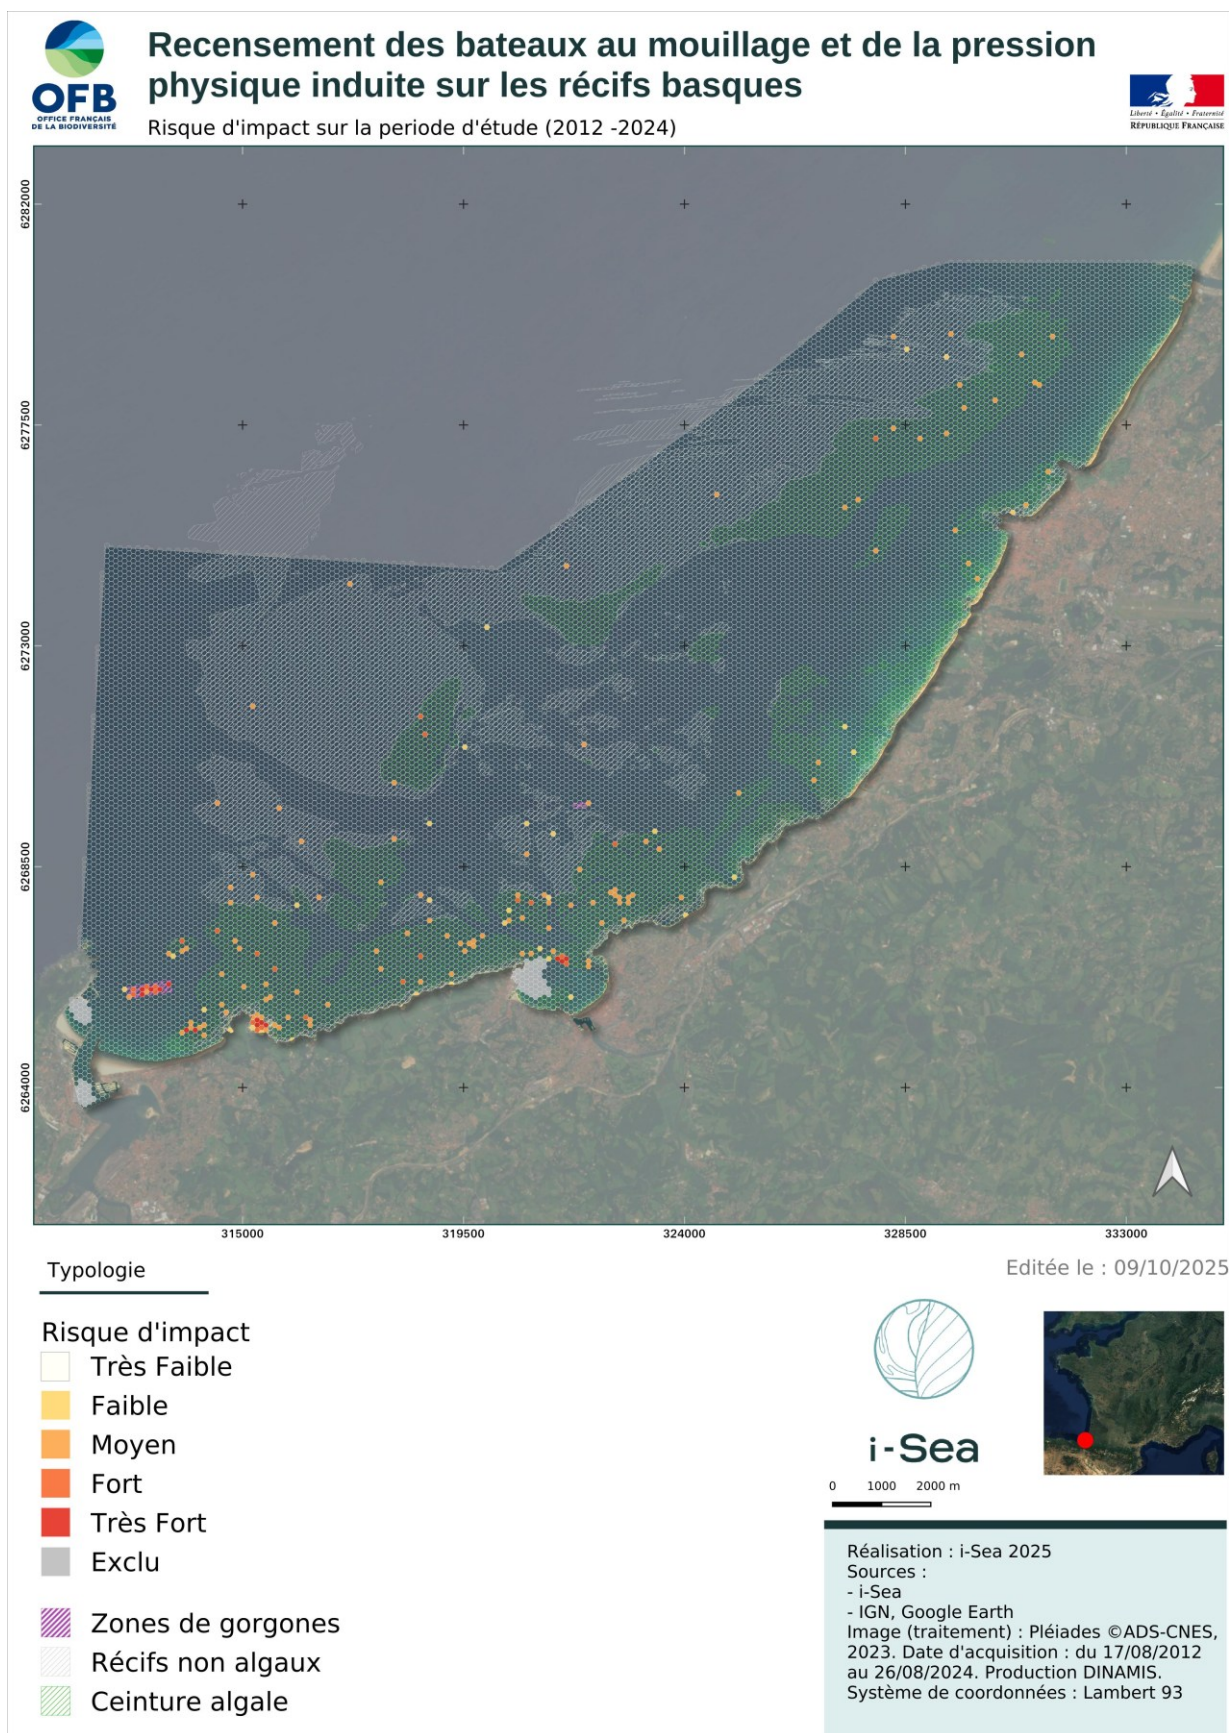 OFB
OFFICE FRANÇAIS
DE LA BIODIVERSITÉ
Recensement des bateaux au mouillage et de la pression
physique induite sur les récifs basques
Risque d'impact sur la periode d'étude (2012 -2024)
Liberté • Égalité • Fraternité
RÉPUBLIQUE FRANÇAISE
6282000
6277500
6273000
6268500
6264000
315000
319500
324000
328500
333000
Typologie
Editée le : 09/10/2025
Risque d'impact
Très Faible
Faible
Moyen
Fort
Très Fort
Exclu
Zones de gorgones
Récifs non algaux
Ceinture algale
i-Sea
0 1000 2000 m
Réalisation : i-Sea 2025
Sources :
- i-Sea
- IGN, Google Earth
Image (traitement) : Pléiades ©ADS-CNES,
2023. Date d'acquisition : du 17/08/2012
au 26/08/2024. Production DINAMIS.
Système de coordonnées : Lambert 93